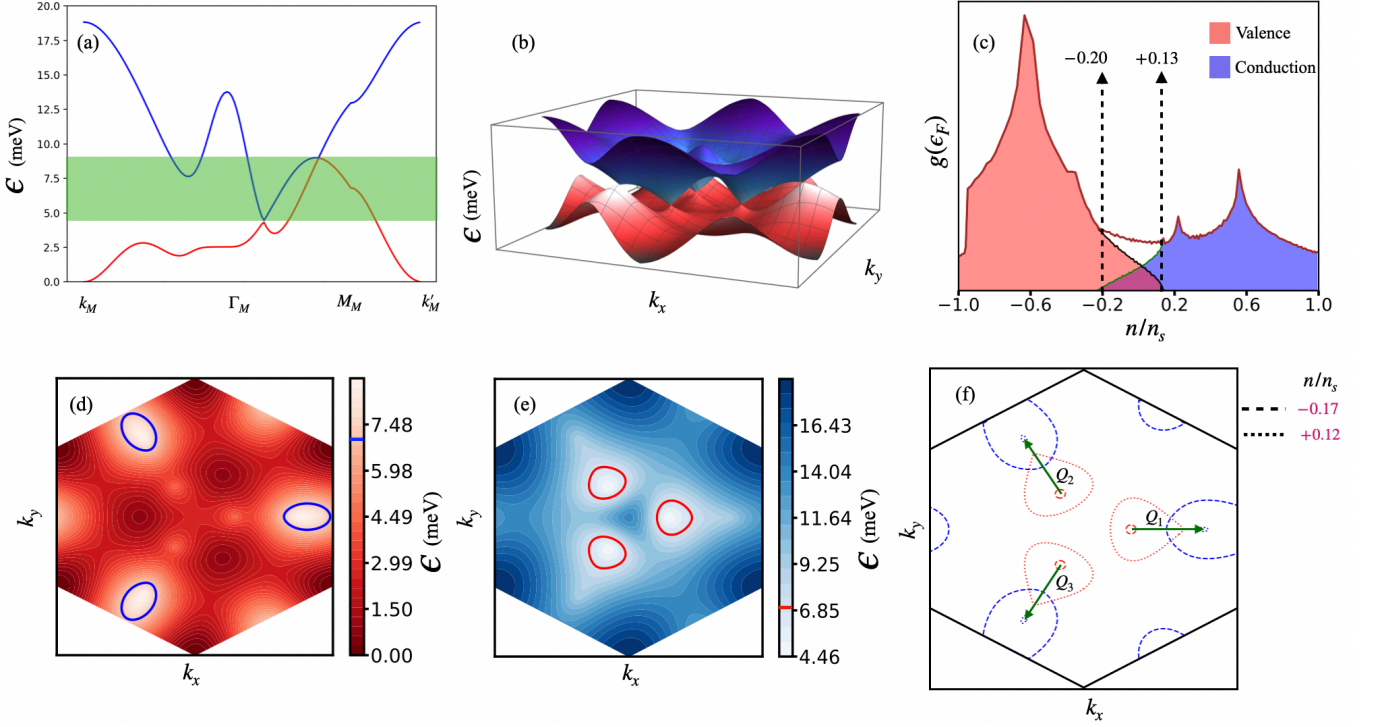 (a)
20.0
17.5
15.0
12.5
10.0
7.5
5.0
2.5
0.0
ϵ (meV)
k_M
Γ_M
M_M
k′_M
(b)
ϵ (meV)
k_x
k_y
(c)
Valence
Conduction
−0.20
+0.13
g(ϵ_F)
−1.0
−0.6
−0.2
0.2
0.6
1.0
n/n_s
(d)
7.48
5.98
4.49
2.99
1.50
0.00
ϵ (meV)
k_y
k_x
(e)
16.43
14.04
11.64
9.25
6.85
4.46
ϵ (meV)
k_y
k_x
(f)
n/n_s
−0.17
+0.12
Q_2
Q_1
Q_3
k_y
k_x